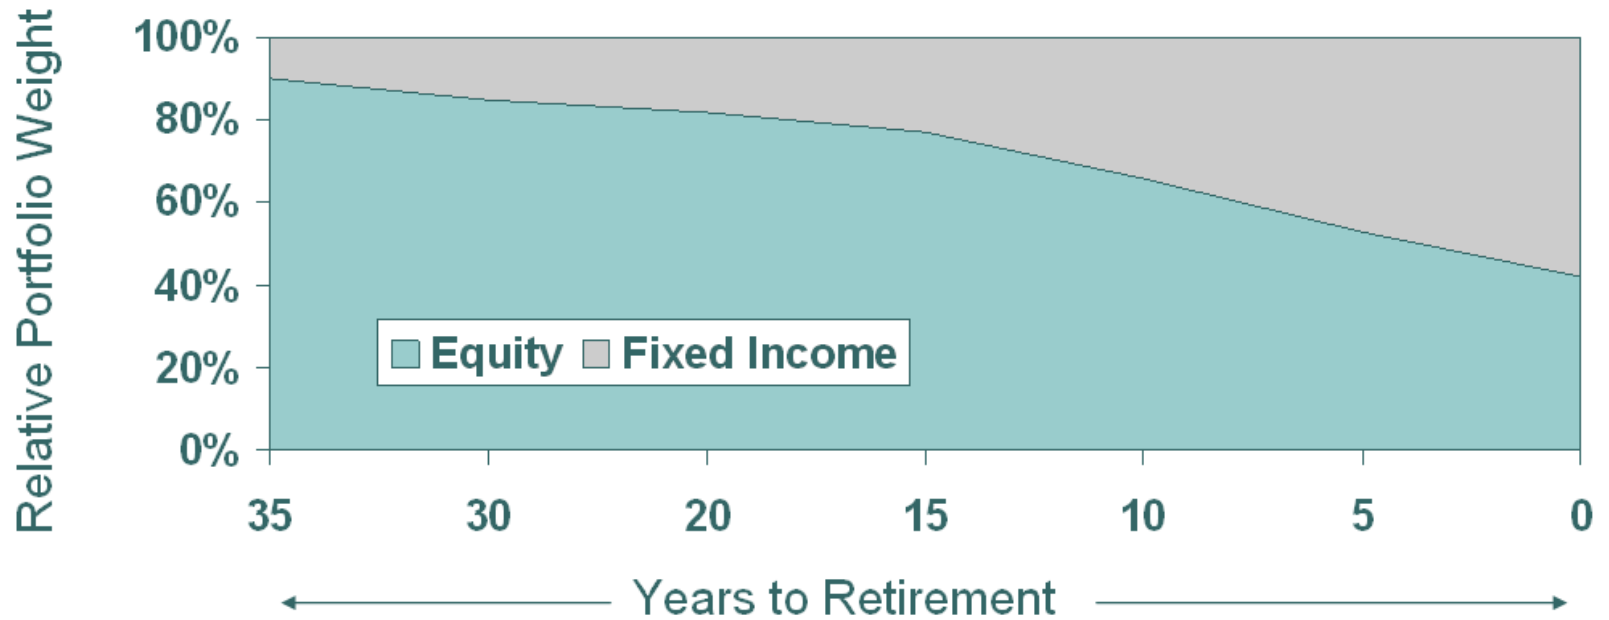 Relative Portfolio Weight
100%
80%
60%
40%
20%
0%
Equity Fixed Income
35 30 20 15 10 5 0
Years to Retirement